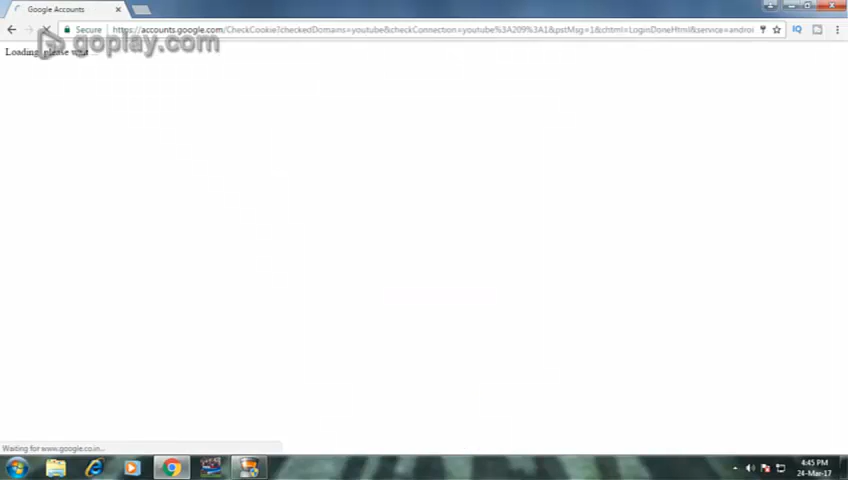 Google Accounts
Secure
https://accounts.google.com/CheckCookie?checkedDomains=youtube&checkConnection=youtube%3A209%3A1&pstMsg=1&chtml=LoginDoneHtml&service=androi
goplay.com
Loading, please wait
Waiting for www.google.co.in...
4:45 PM
24-Mar-17